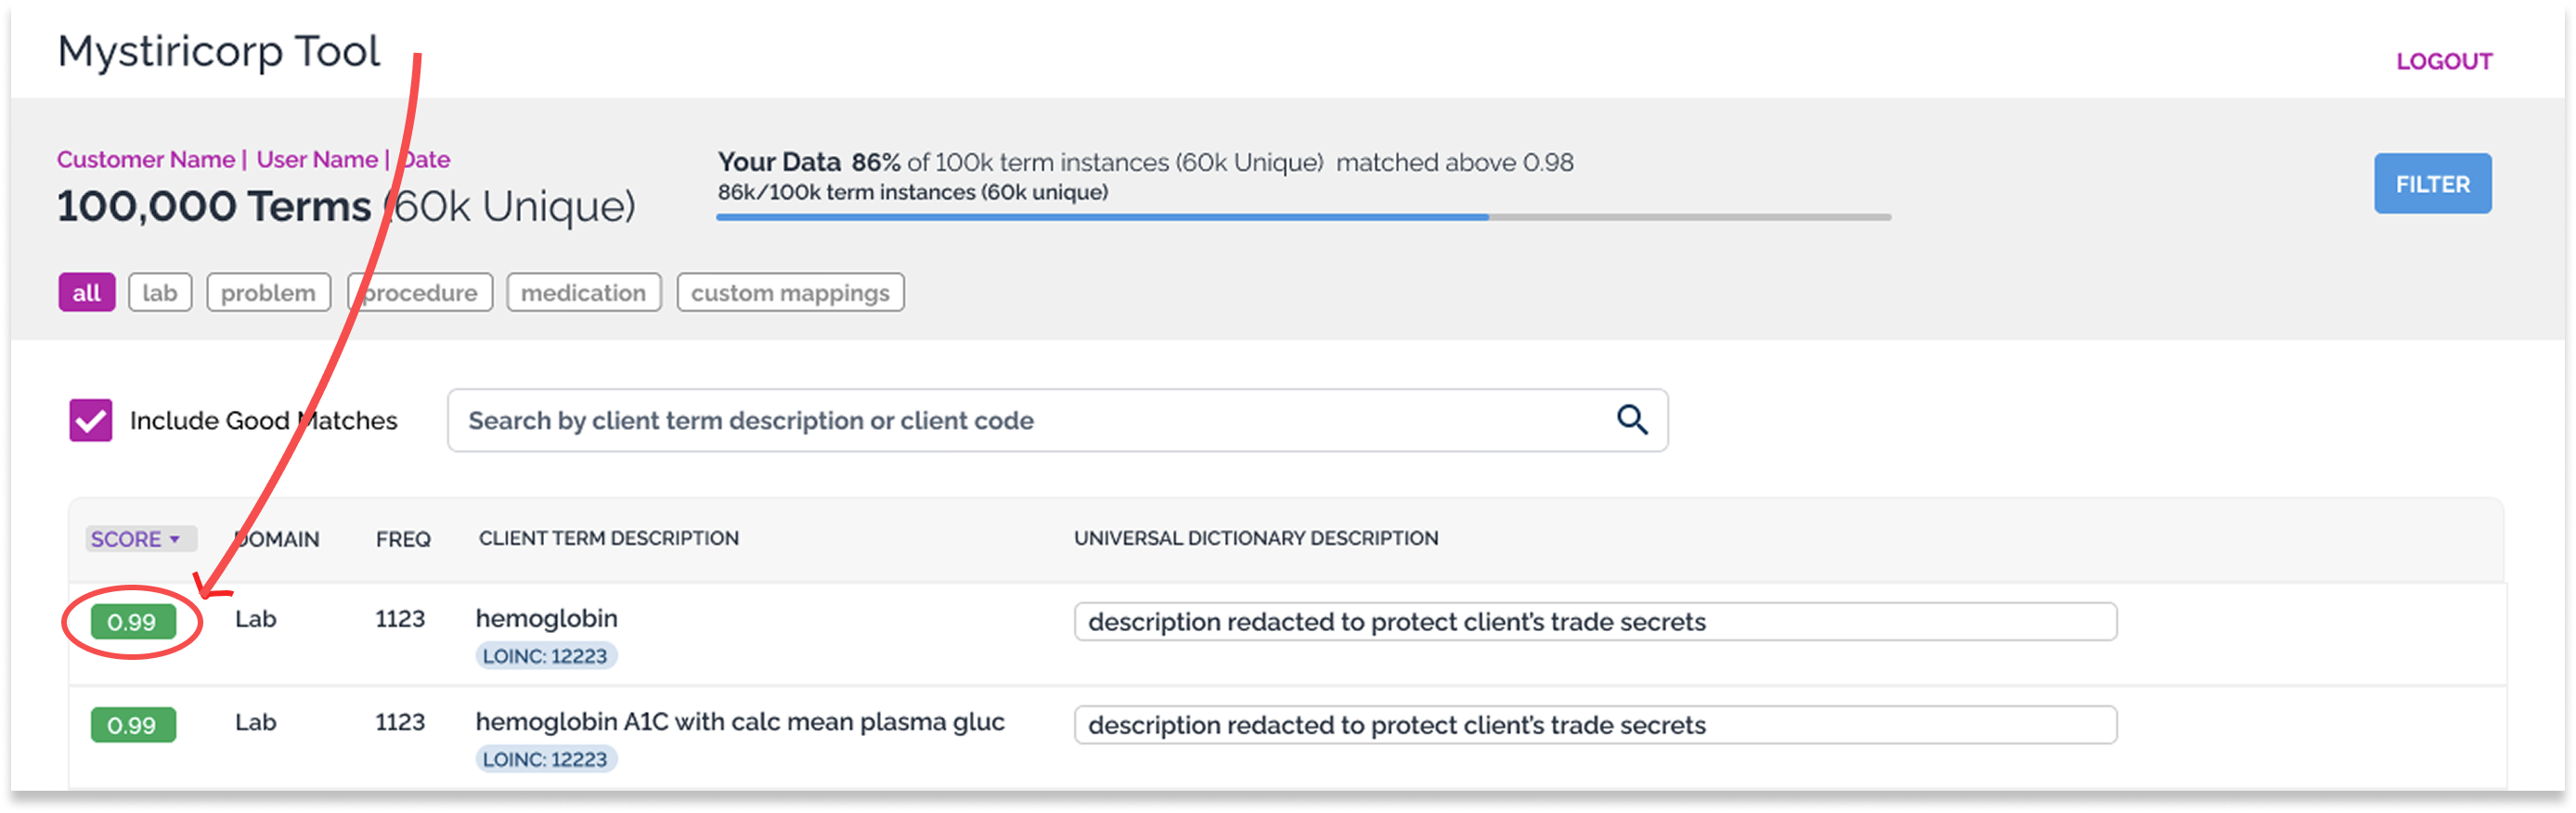 Mystiricorp Tool
LOGOUT
Customer Name | User Name | Date
100,000 Terms (60k Unique)
Your Data 86% of 100k term instances (60k Unique) matched above 0.98
86k/100k term instances (60k unique)
FILTER
all lab problem procedure medication custom mappings
Include Good Matches
Search by client term description or client code
SCORE DOMAIN FREQ CLIENT TERM DESCRIPTION UNIVERSAL DICTIONARY DESCRIPTION
0.99 Lab 1123 hemoglobin description redacted to protect client's trade secrets
LOINC: 12223
0.99 Lab 1123 hemoglobin A1C with calc mean plasma gluc description redacted to protect client's trade secrets
LOINC: 12223